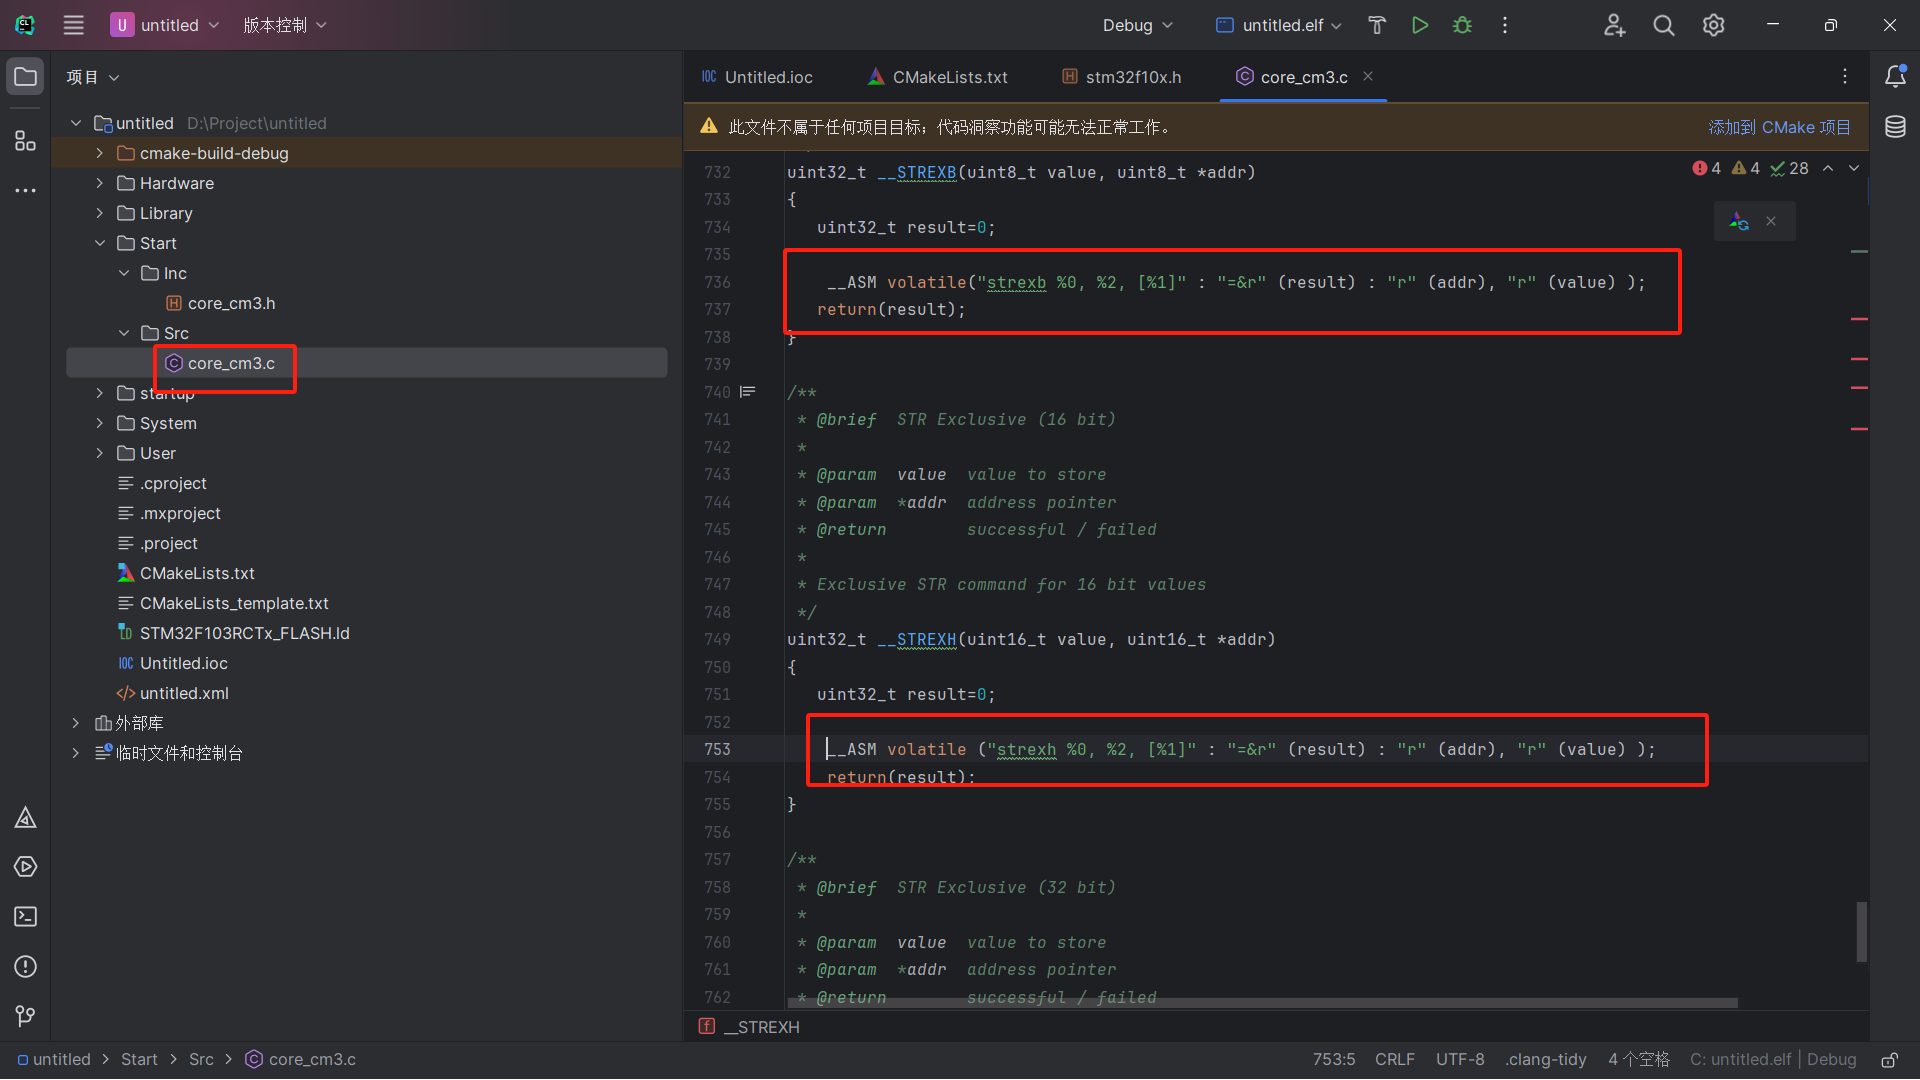 U untitled 版本控制 Debug untitled.elf
项目
untitled D:\Project\untitled
cmake-build-debug
Hardware
Library
Start
Inc
core_cm3.h
Src
core_cm3.c
startup
System
User
.cproject
.mxproject
.project
CMakeLists.txt
CMakeLists_template.txt
STM32F103RCTx_FLASH.ld
IOC Untitled.ioc
untitled.xml
外部库
临时文件和控制台
IOC Untitled.ioc CMakeLists.txt H stm32f10x.h C core_cm3.c
此文件不属于任何项目目标；代码洞察功能可能无法正常工作。 添加到 CMake 项目
4 4 28
732 uint32_t __STREXB(uint8_t value, uint8_t *addr)
733 {
734 uint32_t result=0;
735
736 __ASM volatile("strexb %0, %2, [%1]" : "=&r" (result) : "r" (addr), "r" (value) );
737 return(result);
738 }
739
740 /**
741 * @brief STR Exclusive (16 bit)
742 *
743 * @param value value to store
744 * @param *addr address pointer
745 * @return successful / failed
746 *
747 * Exclusive STR command for 16 bit values
748 */
749 uint32_t __STREXH(uint16_t value, uint16_t *addr)
750 {
751 uint32_t result=0;
752
753 __ASM volatile ("strexh %0, %2, [%1]" : "=&r" (result) : "r" (addr), "r" (value) );
754 return(result);
755 }
756
757 /**
758 * @brief STR Exclusive (32 bit)
759 *
760 * @param value value to store
761 * @param *addr address pointer
762 * @return successful / failed
f __STREXH
untitled > Start > Src > C core_cm3.c 753:5 CRLF UTF-8 .clang-tidy 4 个空格 C: untitled.elf | Debug